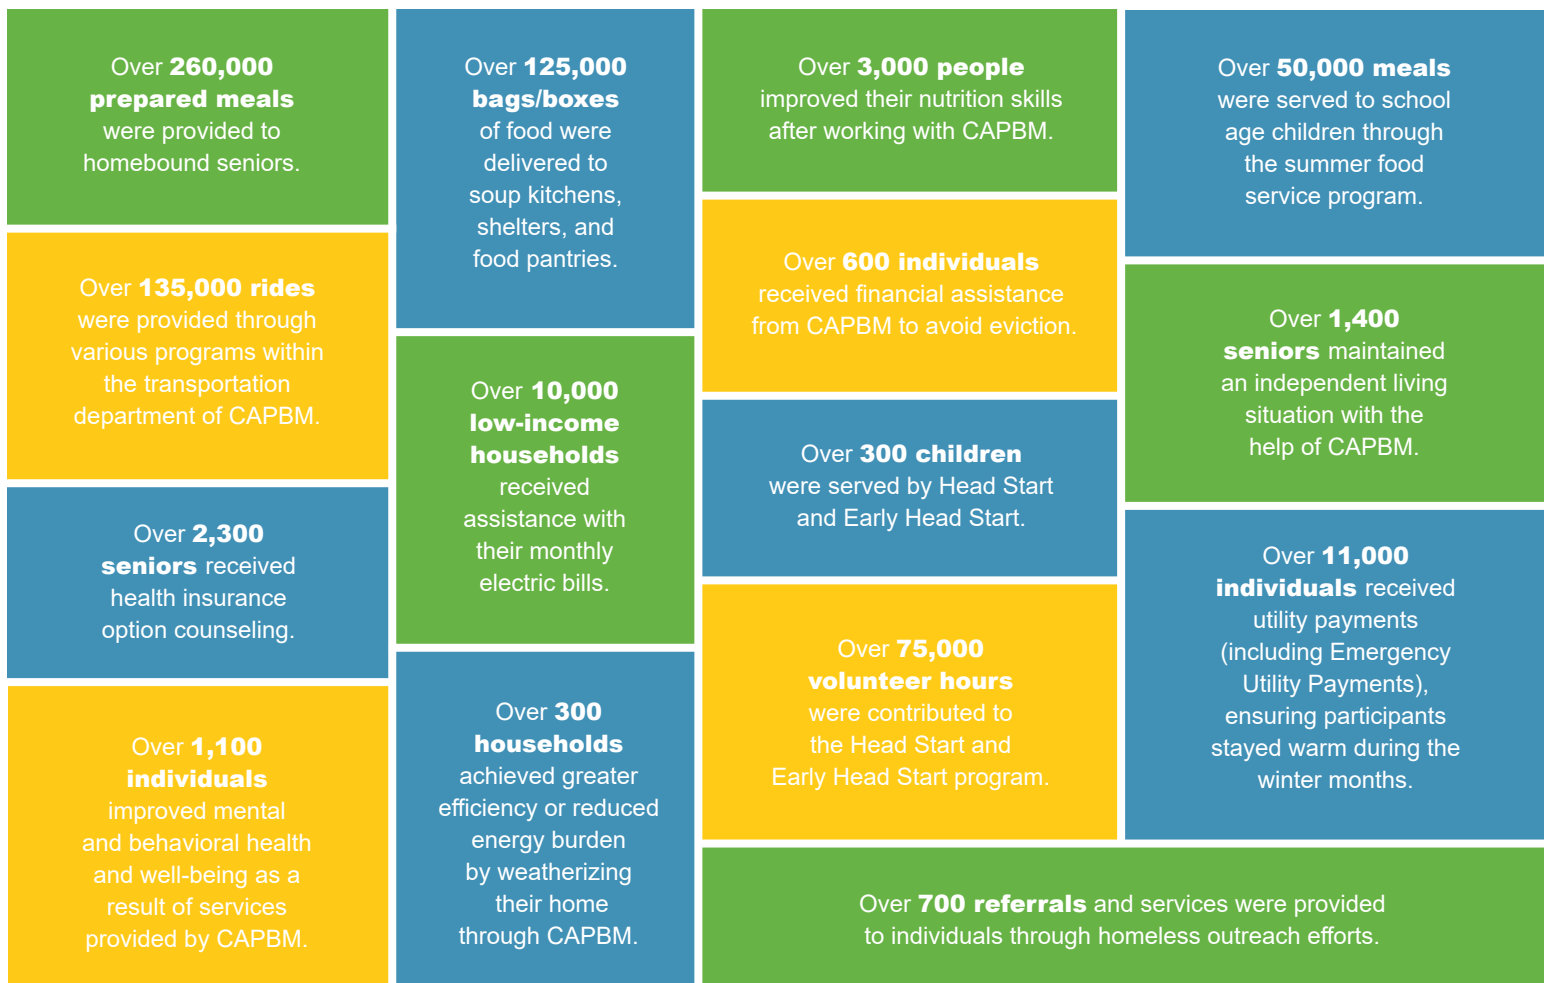 Over 260,000
prepared meals
were provided to
homebound seniors.
Over 135,000 rides
were provided through
various programs within
the transportation
department of CAPBM.
Over 2,300
seniors received
health insurance
option counseling.
Over 1,100
individuals
improved mental
and behavioral health
and well-being as a
result of services
provided by CAPBM.
Over 125,000
bags/boxes
of food were
delivered to
soup kitchens,
shelters, and
food pantries.
Over 10,000
low-income
households
received
assistance with
their monthly
electric bills.
Over 300
households
achieved greater
efficiency or reduced
energy burden
by weatherizing
their home
through CAPBM.
Over 3,000 people
improved their nutrition skills
after working with CAPBM.
Over 600 individuals
received financial assistance
from CAPBM to avoid eviction.
Over 300 children
were served by Head Start
and Early Head Start.
Over 75,000
volunteer hours
were contributed to
the Head Start and
Early Head Start program.
Over 50,000 meals
were served to school
age children through
the summer food
service program.
Over 1,400
seniors maintained
an independent living
situation with the
help of CAPBM.
Over 11,000
individuals received
utility payments
(including Emergency
Utility Payments),
ensuring participants
stayed warm during the
winter months.
Over 700 referrals and services were provided
to individuals through homeless outreach efforts.